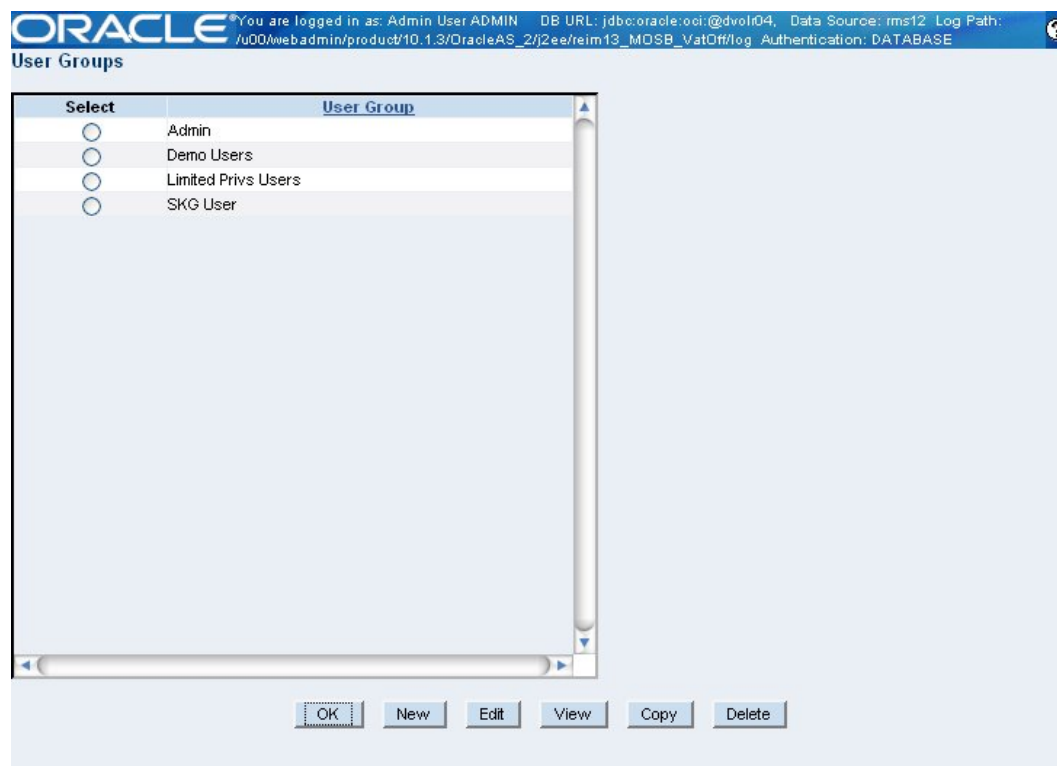 ORACLE®
You are logged in as: Admin User ADMIN DB URL: jdbc:oracle:oci:@dvolr04, Data Source: rms12 Log Path:
/u00/webadmin/product/10.1.3/OracleAS_2/j2ee/reim13_MOSB_VatOff/log Authentication: DATABASE
?
User Groups
Select User Group
Admin
Demo Users
Limited Privs Users
SKG User
OK New Edit View Copy Delete